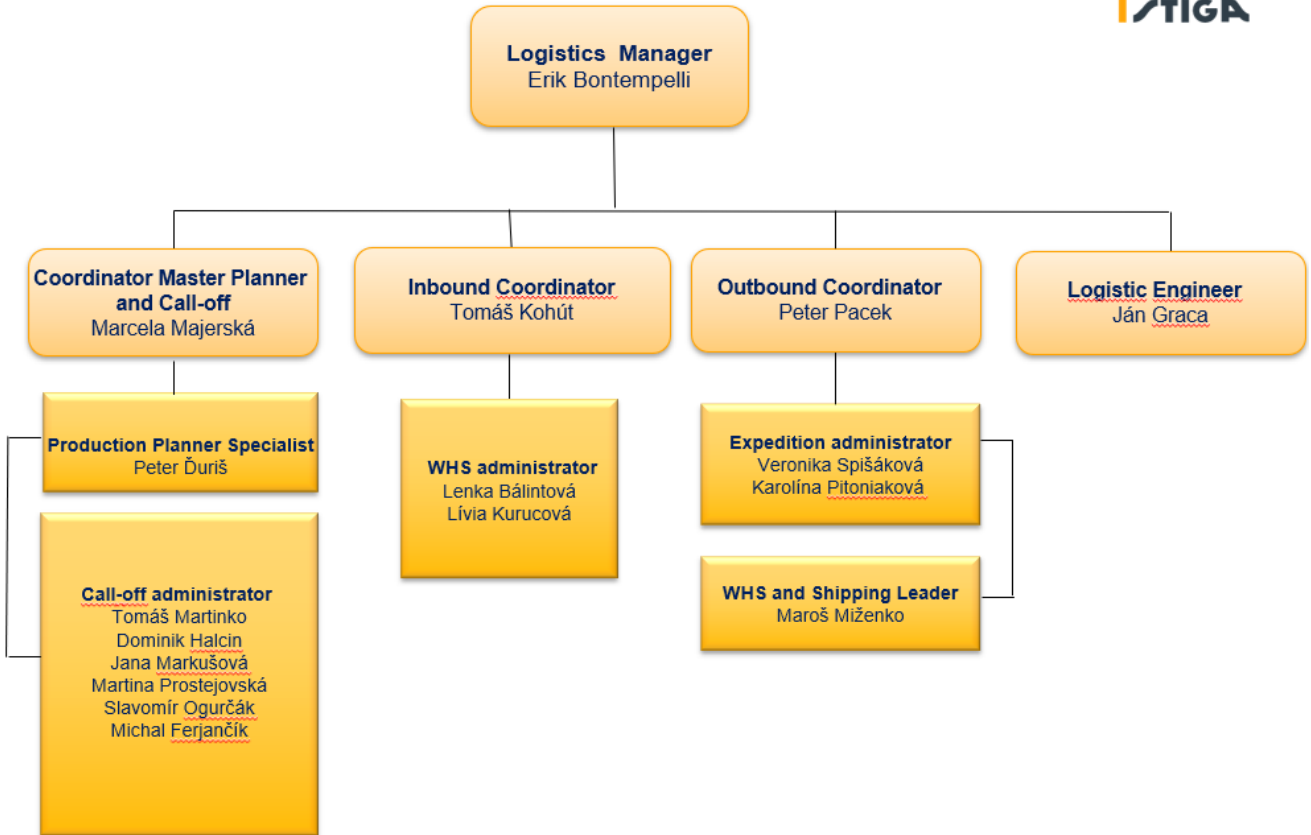 STIGA
Logistics Manager
Erik Bontempelli
Coordinator Master Planner
and Call-off
Marcela Majerská
Inbound Coordinator
Tomáš Kohút
Outbound Coordinator
Peter Pacek
Logistic Engineer
Ján Graca
Production Planner Specialist
Peter Ďuriš
WHS administrator
Lenka Bálintová
Lívia Kurucová
Expedition administrator
Veronika Spišáková
Karolína Pitoniaková
Call-off administrator
Tomáš Martinko
Dominik Halcin
Jana Markušová
Martina Prostejovská
Slavomír Ogurčák
Michal Ferjančík
WHS and Shipping Leader
Maroš Miženko